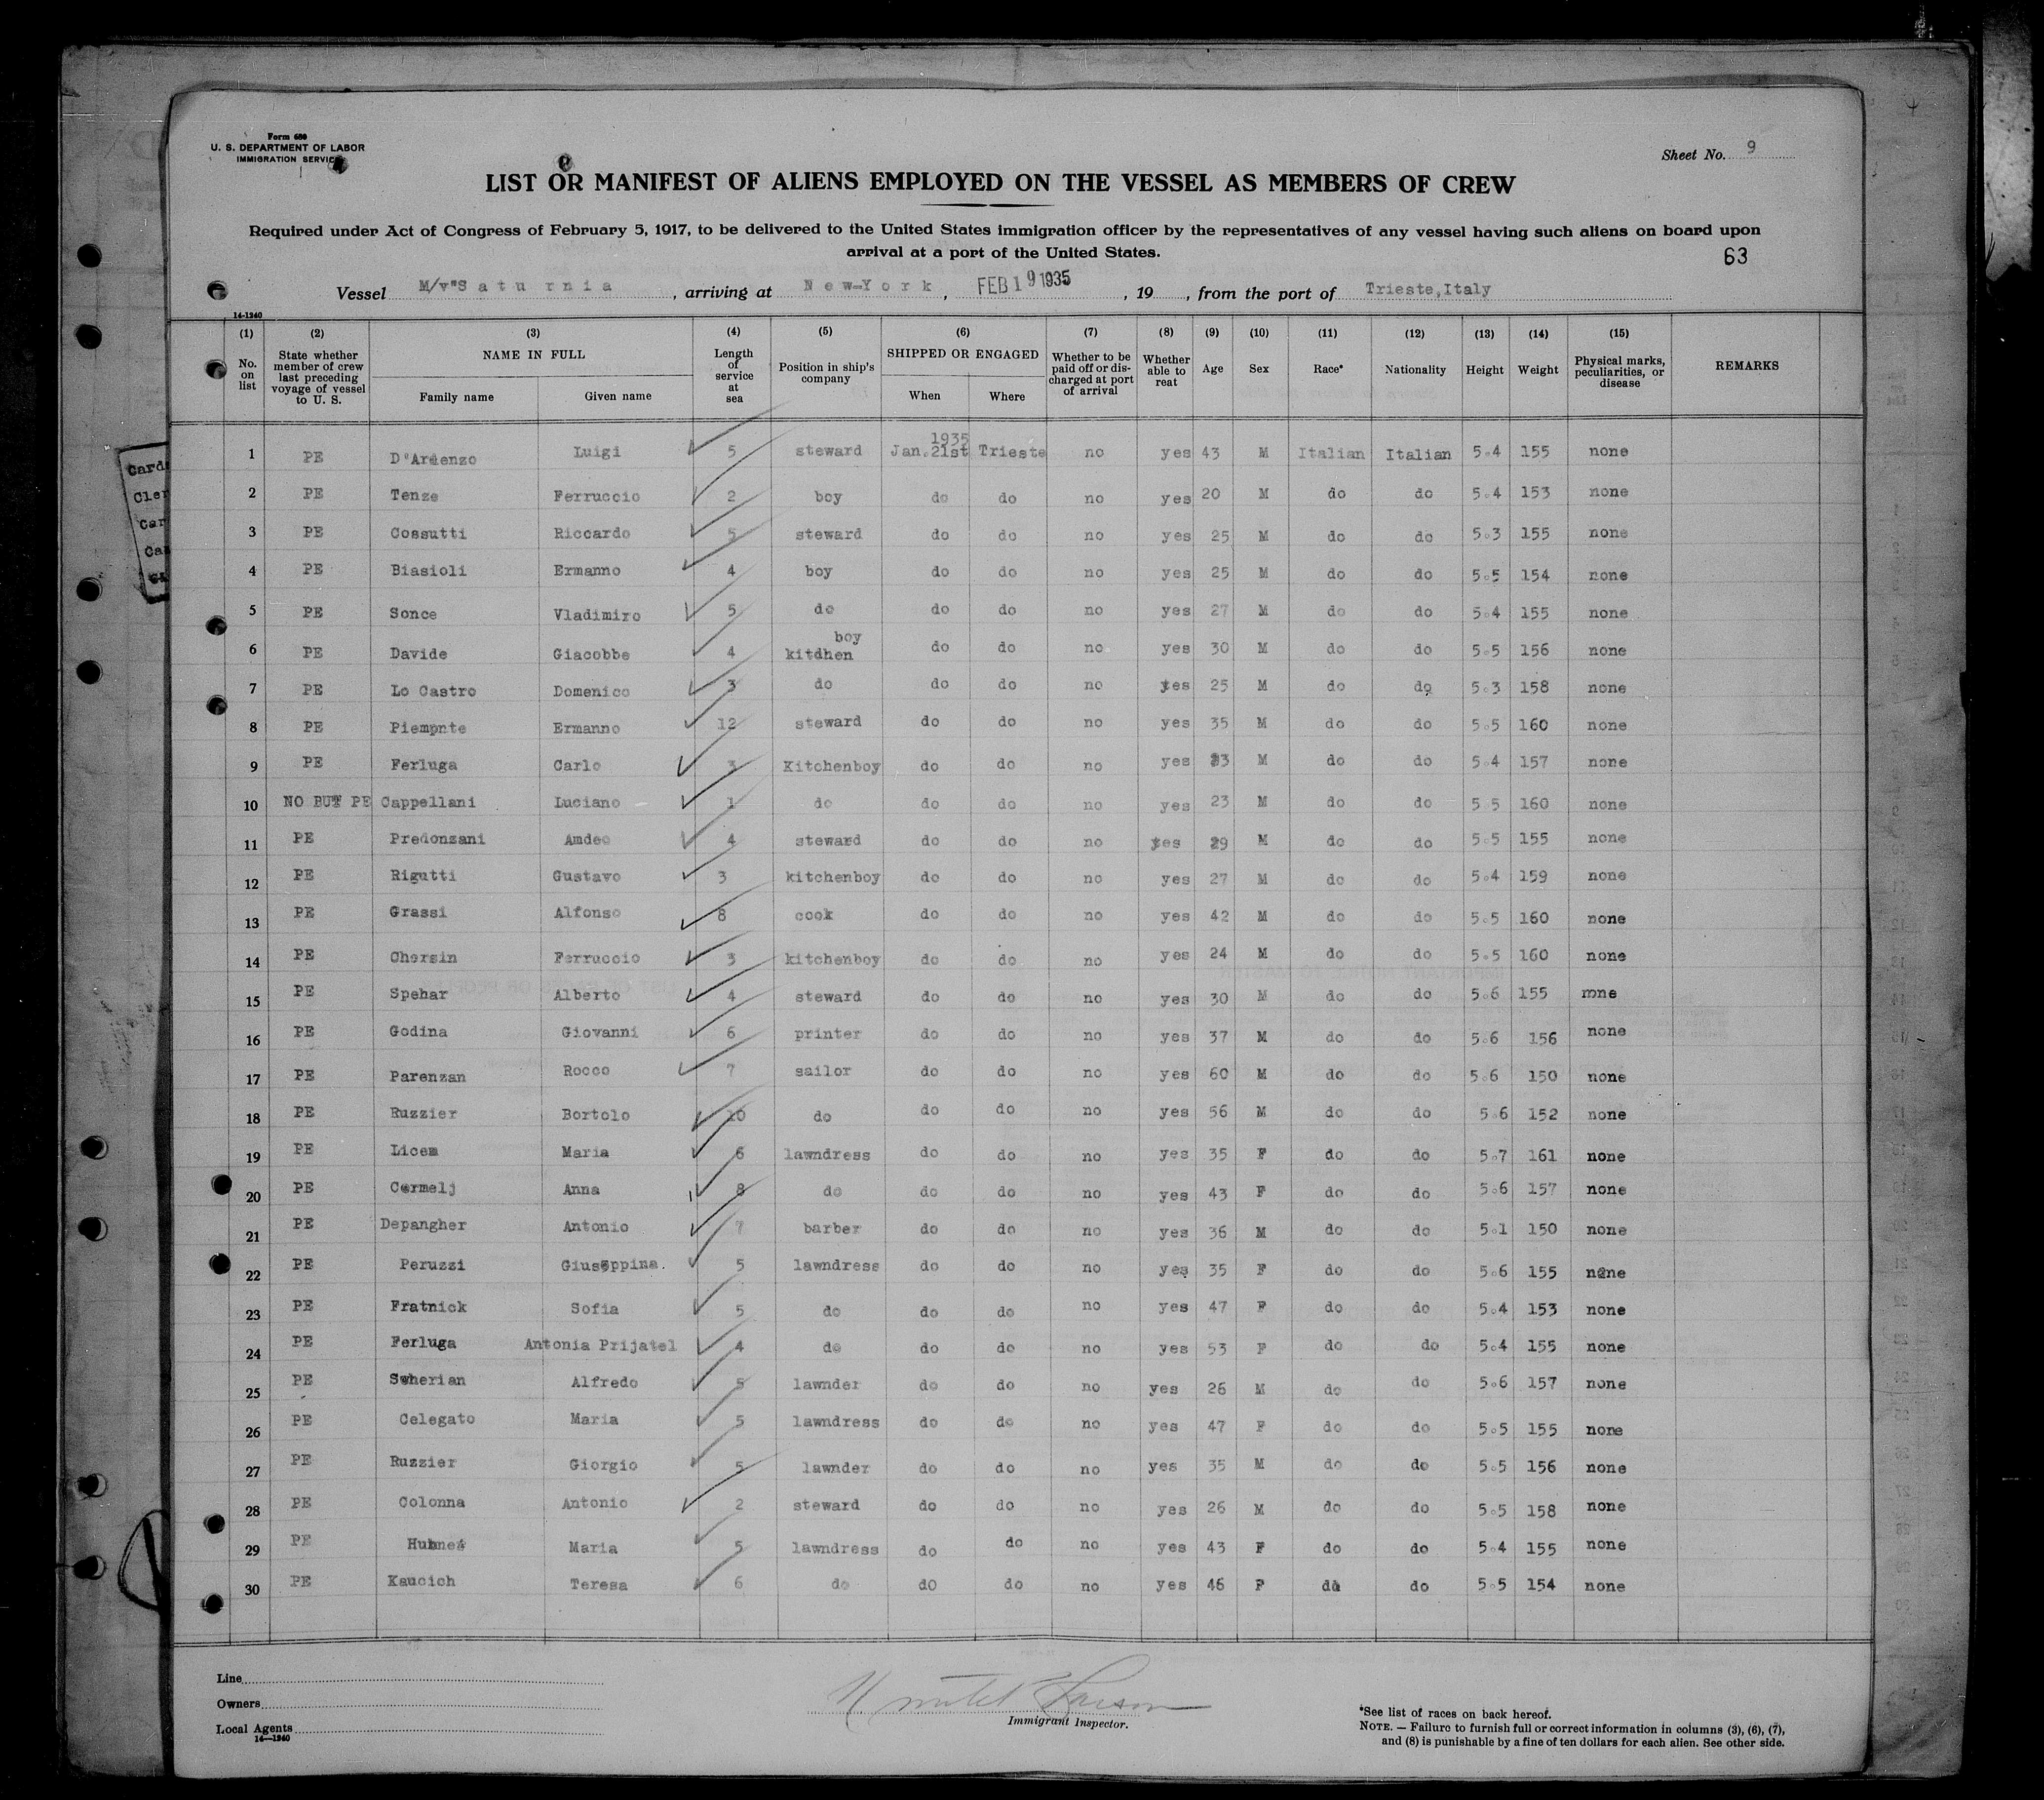 Form 680
U. S. DEPARTMENT OF LABOR
IMMIGRATION SERVICE
Sheet No. 9
LIST OR MANIFEST OF ALIENS EMPLOYED ON THE VESSEL AS MEMBERS OF CREW
Required under Act of Congress of February 5, 1917, to be delivered to the United States immigration officer by the representatives of any vessel having such aliens on board upon
arrival at a port of the United States.
63
Vessel M/v"Saturnia, arriving at New-York, FEB 19 1935, 19, from the port of Trieste,Italy
14-1240
(1) (2) (3) (4) (5) (6) (7) (8) (9) (10) (11) (12) (13) (14) (15)
No. on list State whether member of crew last preceding voyage of vessel to U. S. NAME IN FULL Family name Given name Length of service at sea Position in ship's company SHIPPED OR ENGAGED When Where Whether to be paid off or discharged at port of arrival Whether able to reat Age Sex Race* Nationality Height Weight Physical marks, peculiarities, or disease REMARKS
1935
1 PE D'Ardenzo Luigi 5 steward Jan.21st Trieste no yes 43 M Italian Italian 5.4 155 none
2 PE Tenze Ferruccio 2 boy do do no yes 20 M do do 5.4 153 none
3 PE Cossutti Riccardo 5 steward do do no yes 25 M do do 5.3 155 none
4 PE Biasioli Ermanno 4 boy do do no yes 25 M do do 5.5 154 none
5 PE Sonce Vladimiro 5 do do do no yes 27 M do do 5.4 155 none
boy
6 PE Davide Giacobbe 4 kitdhen do do no yes 30 M do do 5.5 156 none
7 PE Lo Castro Domenico 3 do do do no yes 25 M do do 5.3 158 none
8 PE Piemonte Ermanno 12 steward do do no yes 35 M do do 5.5 160 none
9 PE Ferluga Carlo 3 Kitchenboy do do no yes 23 M do do 5.4 157 none
10 NO BUT PE Cappellani Luciano 1 do do do no yes 23 M do do 5 5 160 none
11 PE Predonzani Amdeo 4 steward do do no yes 29 M do do 5.5 155 none
12 PE Rigutti Gustavo 3 kitchenboy do do no yes 27 M do do 5.4 159 none
13 PE Grassi Alfonso 8 cook do do no yes 42 M do do 5.5 160 none
14 PE Chersin Ferruccio 3 kitchenboy do do no yes 24 M do do 5.5 160 none
15 PE Spehar Alberto 4 steward do do no yes 30 M do do 5.6 155 none
16 PE Godina Giovanni 6 printer do do no yes 37 M do do 5.6 156 none
17 PE Parenzan Rocco 7 sailor do do no yes 60 M do do 5.6 150 none
18 PE Ruzzier Bortolo 10 do do do no yes 56 M do do 5 6 152 none
19 PE Licem Maria 6 lawndress do do no yes 35 F do do 5.7 161 none
20 PE Cermelj Anna 8 do do do no yes 43 F do do 5.6 157 none
21 PE Depangher Antonio 7 barber do do no yes 36 M do do 5.1 150 none
22 PE Peruzzi Giuseppina. 5 lawndress do do no yes 35 F do do 5.6 155 none
23 PE Fratnick Sofia 5 do do do no yes 47 F do do 5.4 153 none
24 PE Ferluga Antonia Prijatel 4 do do do no yes 53 F do do 5.4 155 none
25 PE Scherian Alfredo 5 lawnder do do no yes 26 M do do 5.6 157 none
26 PE Celegato Maria 5 lawndress do do no yes 47 F do do 5.5 155 none
27 PE Ruzzier Giorgio 5 lawnder do do no yes 35 M do do 5.5 156 none
28 PE Colonna Antonio 2 steward do do no yes 26 M do do 5.5 158 none
29 PE Maria 5 lawndress do do no yes 43 F do do 5.4 155 none
30 PE Kaucich Teresa 6 do do do no yes 46 F do do 5.5 154 none
Line
Owners
Local Agents
14-1240
Immigrant Inspector.
*See list of races on back hereof.
NOTE. — Failure to furnish full or correct information in columns (3), (6), (7),
and (8) is punishable by a fine of ten dollars for each alien. See other side.